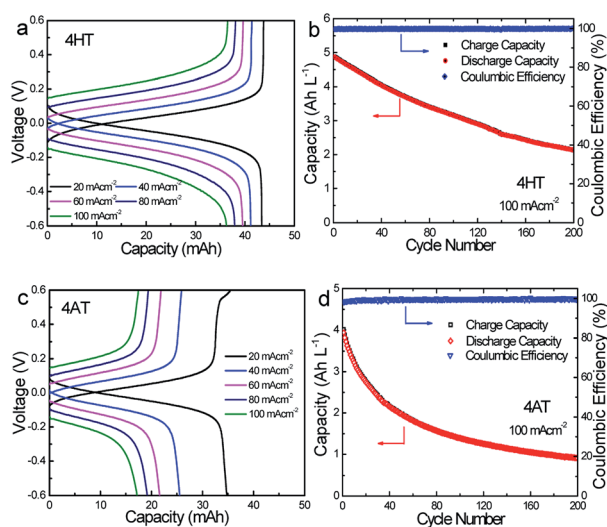 a
4HT
0.6
0.4
0.2
0.0
-0.2
-0.4
-0.6
Voltage (V)
20 mAcm-2
40 mAcm-2
60 mAcm-2
80 mAcm-2
100 mAcm-2
0 10 20 30 40 50
Capacity (mAh)
b
6
5
4
3
2
1
0
Capacity (Ah L-1)
Charge Capacity
Discharge Capacity
Coulumbic Efficiency
4HT
100 mAcm-2
100
80
60
40
20
0
Coulumbic Efficiency (%)
0 40 80 120 160 200
Cycle Number
c
4AT
0.6
0.4
0.2
0.0
-0.2
-0.4
-0.6
Voltage (V)
20 mAcm-2
40 mAcm-2
60 mAcm-2
80 mAcm-2
100 mAcm-2
0 10 20 30 40 50
Capacity (mAh)
d
5
4
3
2
1
0
Capacity (Ah L-1)
Charge Capacity
Discharge Capacity
Coulumbic Efficiency
4AT
100 mAcm-2
100
80
60
40
20
0
Coulumbic Efficiency (%)
0 40 80 120 160 200
Cycle Number